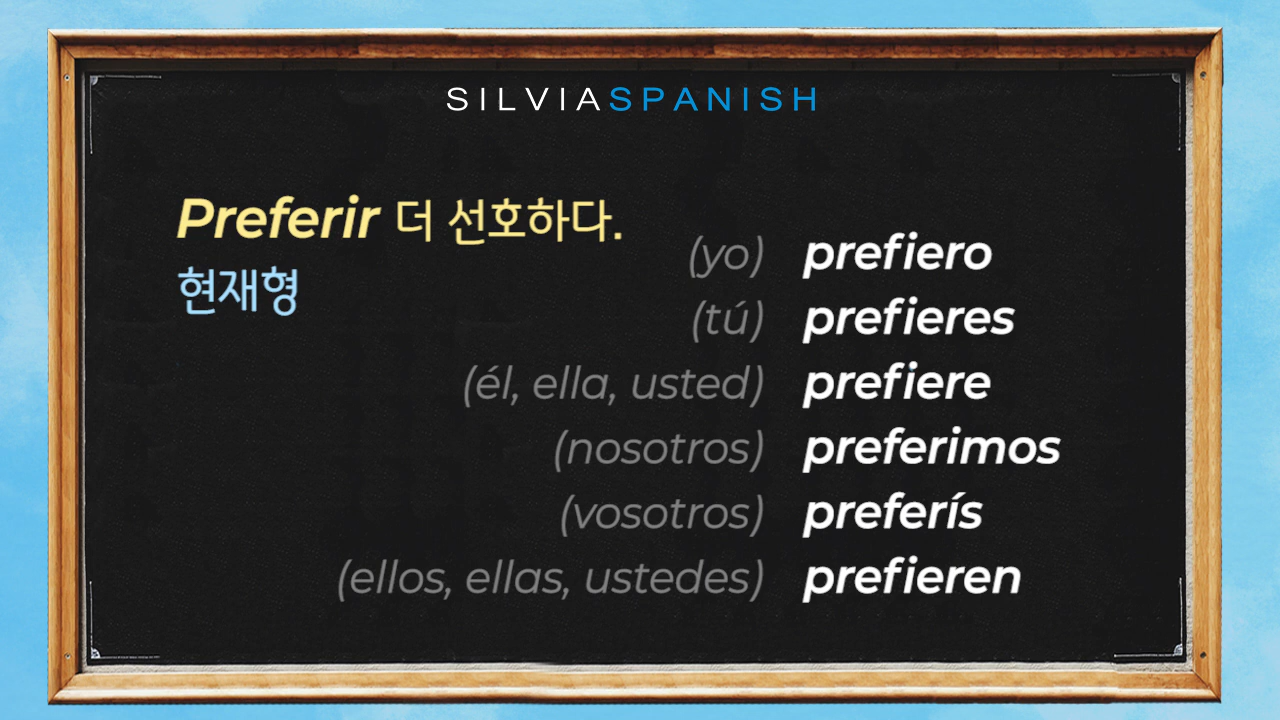 SILVIASPANISH
Preferir 더 선호하다.
현재형
(yo) prefiero
(tú) prefieres
(él, ella, usted) prefiere
(nosotros) preferimos
(vosotros) preferís
(ellos, ellas, ustedes) prefieren